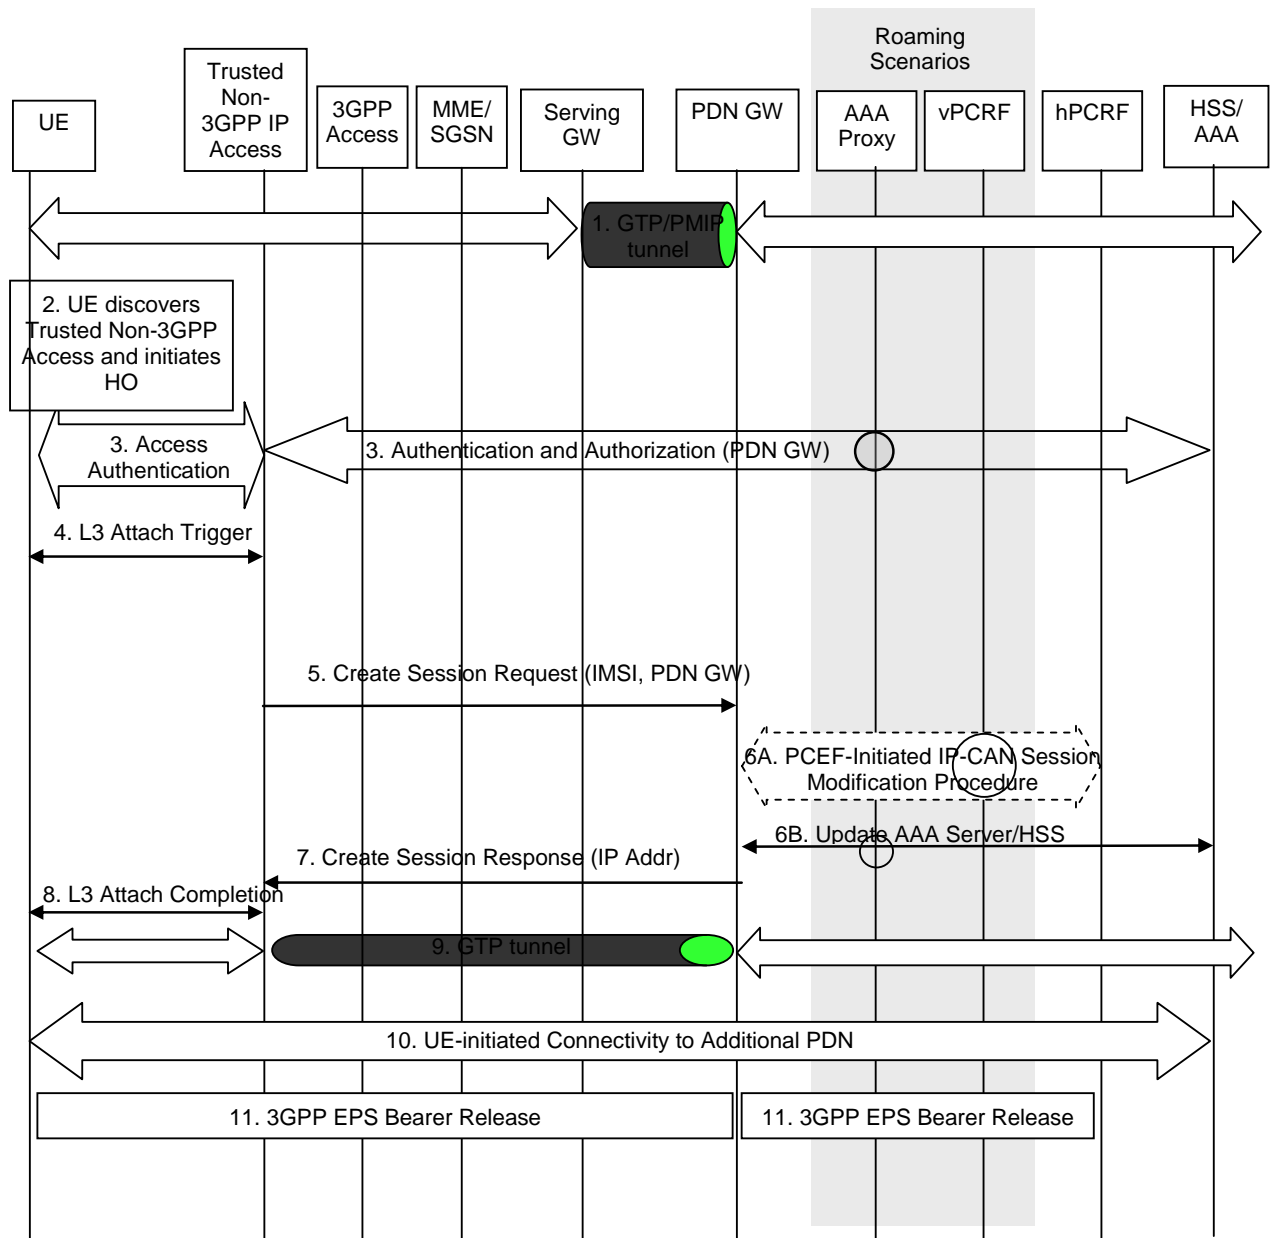 Roaming
Scenarios
UE
Trusted
Non-
3GPP IP
Access
3GPP
Access
MME/
SGSN
Serving
GW
PDN GW
AAA
Proxy
vPCRF
hPCRF
HSS/
AAA
1. GTP/PMIP
tunnel
2. UE discovers
Trusted Non-3GPP
Access and initiates
HO
3. Access
Authentication
3. Authentication and Authorization (PDN GW)
4. L3 Attach Trigger
5. Create Session Request (IMSI, PDN GW)
6A. PCEF-Initiated IP-CAN Session
Modification Procedure
6B. Update AAA Server/HSS
7. Create Session Response (IP Addr)
8. L3 Attach Completion
9. GTP tunnel
10. UE-initiated Connectivity to Additional PDN
11. 3GPP EPS Bearer Release
11. 3GPP EPS Bearer Release